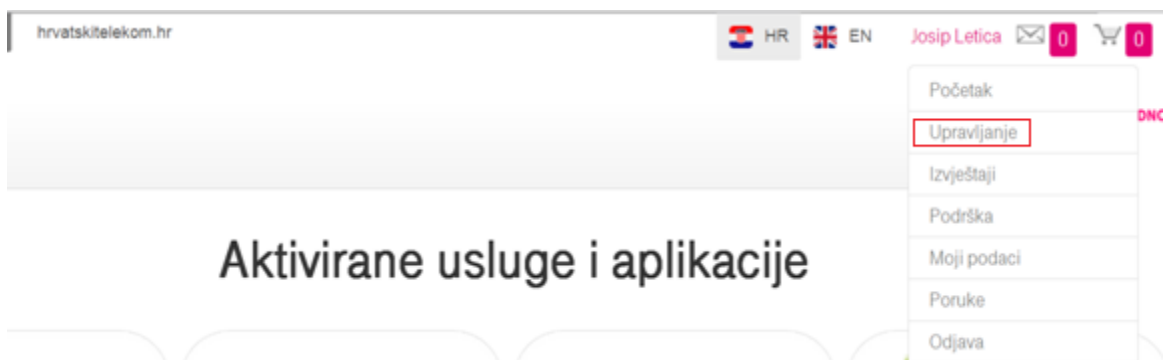 hrvatskitelekom.hr HR EN Josip Letica 0 0
Početak
Upravljanje
Izvještaji
Podrška
Moji podaci
Poruke
Odjava
Aktivirane usluge i aplikacije